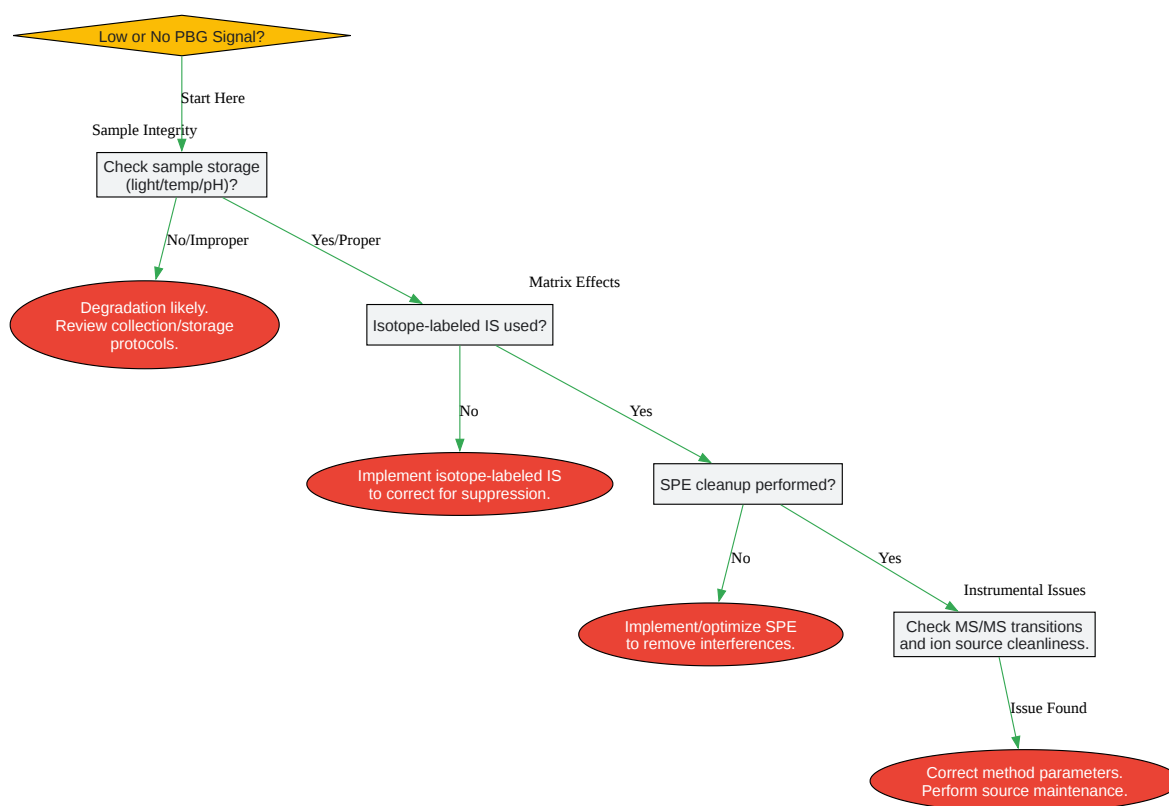 Low or No PBG Signal?
Start Here
Sample Integrity
Check sample storage
(light/temp/pH)?
No/Improper
Yes/Proper
Degradation likely.
Review collection/storage
protocols.
Matrix Effects
Isotope-labeled IS used?
No
Yes
Implement isotope-labeled IS
to correct for suppression.
SPE cleanup performed?
No
Yes
Implement/optimize SPE
to remove interferences.
Instrumental Issues
Check MS/MS transitions
and ion source cleanliness.
Issue Found
Correct method parameters.
Perform source maintenance.